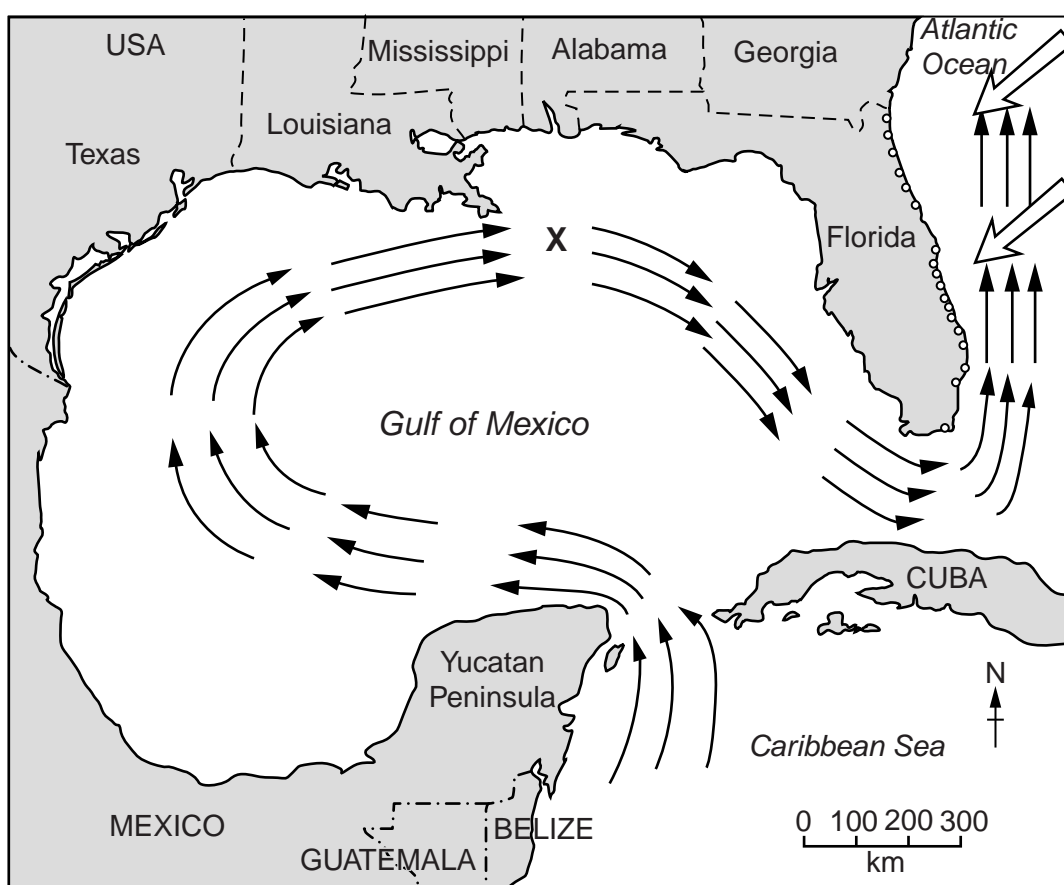 USA
Mississippi
Alabama
Georgia
Atlantic
Ocean
Louisiana
Texas
X
Florida
Gulf of Mexico
CUBA
Yucatan
Peninsula
N
Caribbean Sea
MEXICO
BELIZE
GUATEMALA
0 100 200 300
km